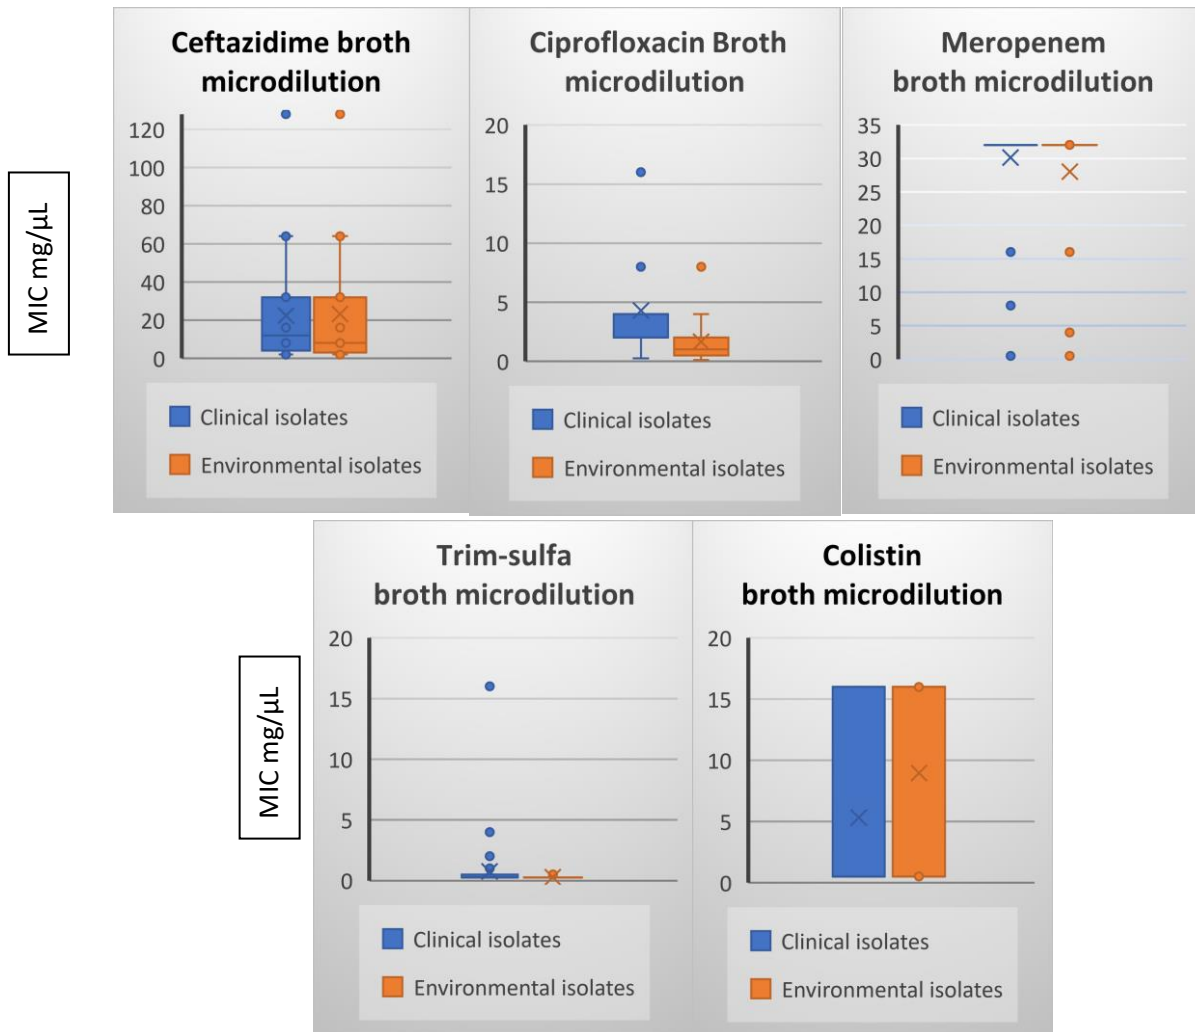 Ceftazidime broth
microdilution
120
100
80
60
40
20
0
Clinical isolates
Environmental isolates
Ciprofloxacin Broth
microdilution
20
15
10
5
0
Clinical isolates
Environmental isolates
Meropenem
broth microdilution
35
30
25
20
15
10
5
0
Clinical isolates
Environmental isolates
MIC mg/μL
Trim-sulfa
broth microdilution
20
15
10
5
0
Clinical isolates
Environmental isolates
Colistin
broth microdilution
20
15
10
5
0
Clinical isolates
Environmental isolates
MIC mg/μL